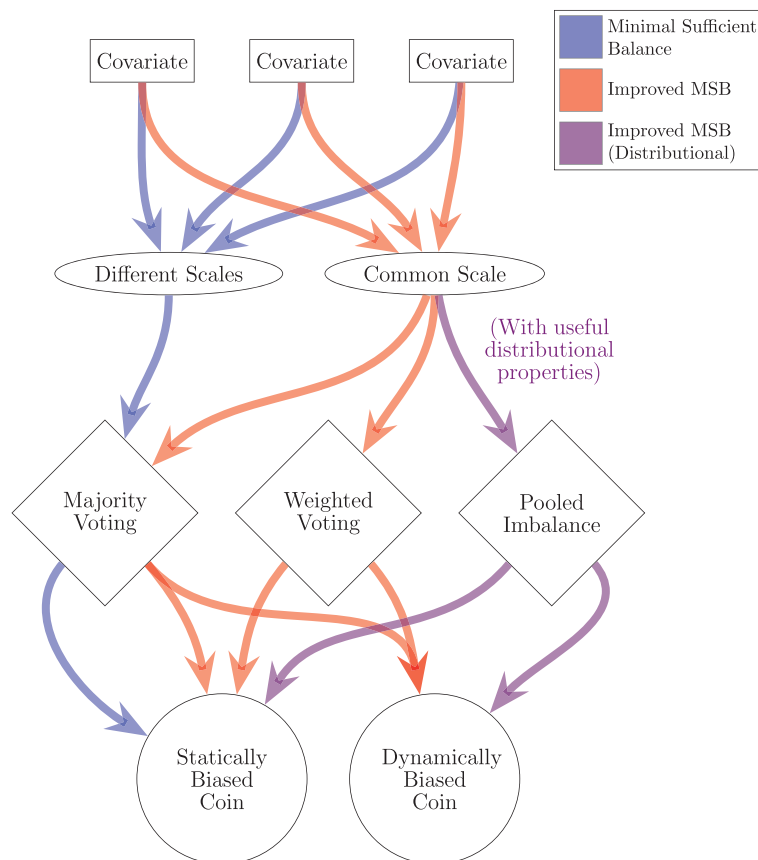 Minimal Sufficient
Balance
Improved MSB
Improved MSB
(Distributional)
Covariate
Covariate
Covariate
Different Scales
Common Scale
(With useful
distributional
properties)
Majority
Voting
Weighted
Voting
Pooled
Imbalance
Statically
Biased
Coin
Dynamically
Biased
Coin